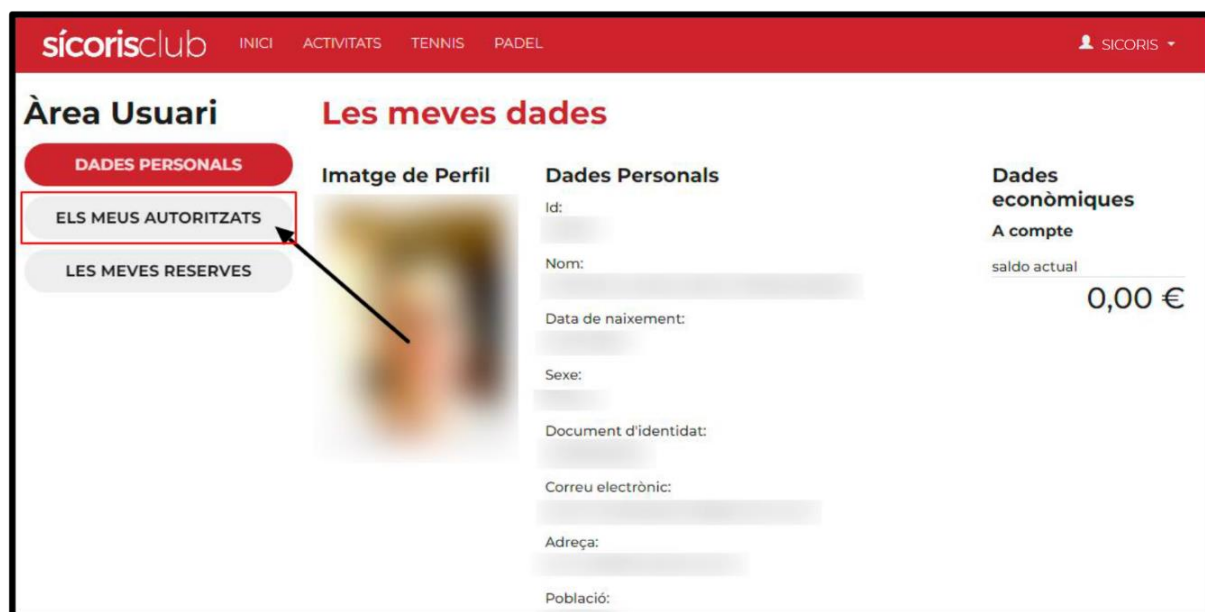 sícorisclub INICI ACTIVITATS TENNIS PADEL SICORIS
Àrea Usuari
DADES PERSONALS
ELS MEUS AUTORITZATS
LES MEVES RESERVES
Les meves dades
Imatge de Perfil
Dades Personals
Id:
Nom:
Data de naixement:
Sexe:
Document d'identidat:
Correu electrònic:
Adreça:
Població:
Dades
econòmiques
A compte
saldo actual
0,00 €